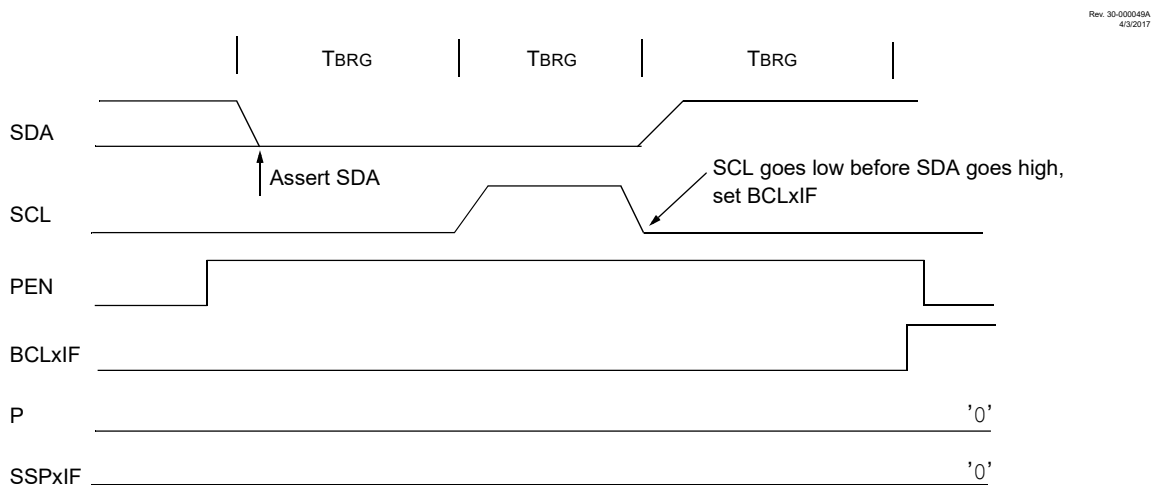 Rev. 30-000049A
4/3/2017
TBRG TBRG TBRG
SDA
Assert SDA
SCL goes low before SDA goes high,
set BCLxIF
SCL
PEN
BCLxIF
P '0'
SSPxIF '0'